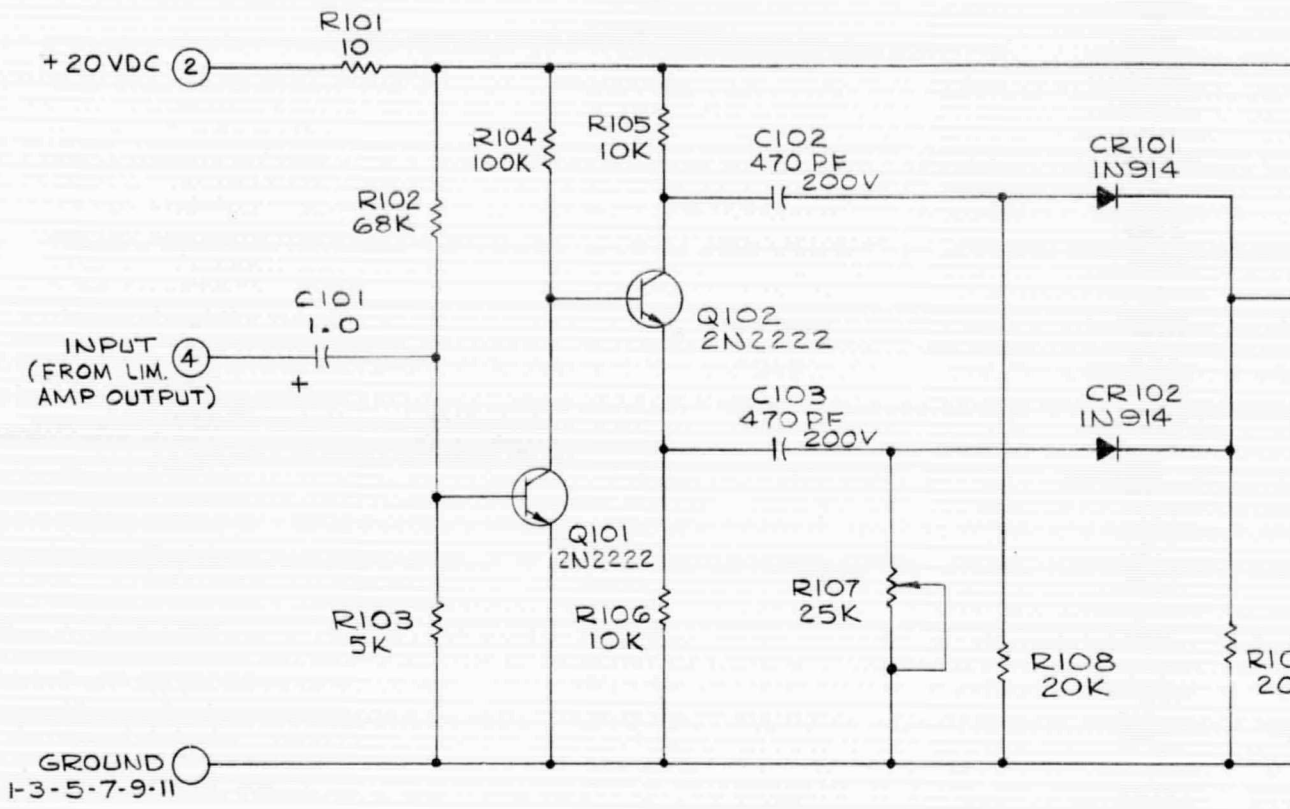 R101
10
+20 VDC 2
R104
100K
R105
10K
C102
470 PF
200V
CR101
1N914
R102
68K
C101
1.0
+
INPUT 4
(FROM LIM.
AMP OUTPUT)
Q102
2N2222
C103
470 PF
200V
CR102
1N914
Q101
2N2222
R103
5K
R106
10K
R107
25K
R108
20K
R10
20
GROUND
1-3-5-7-9-11